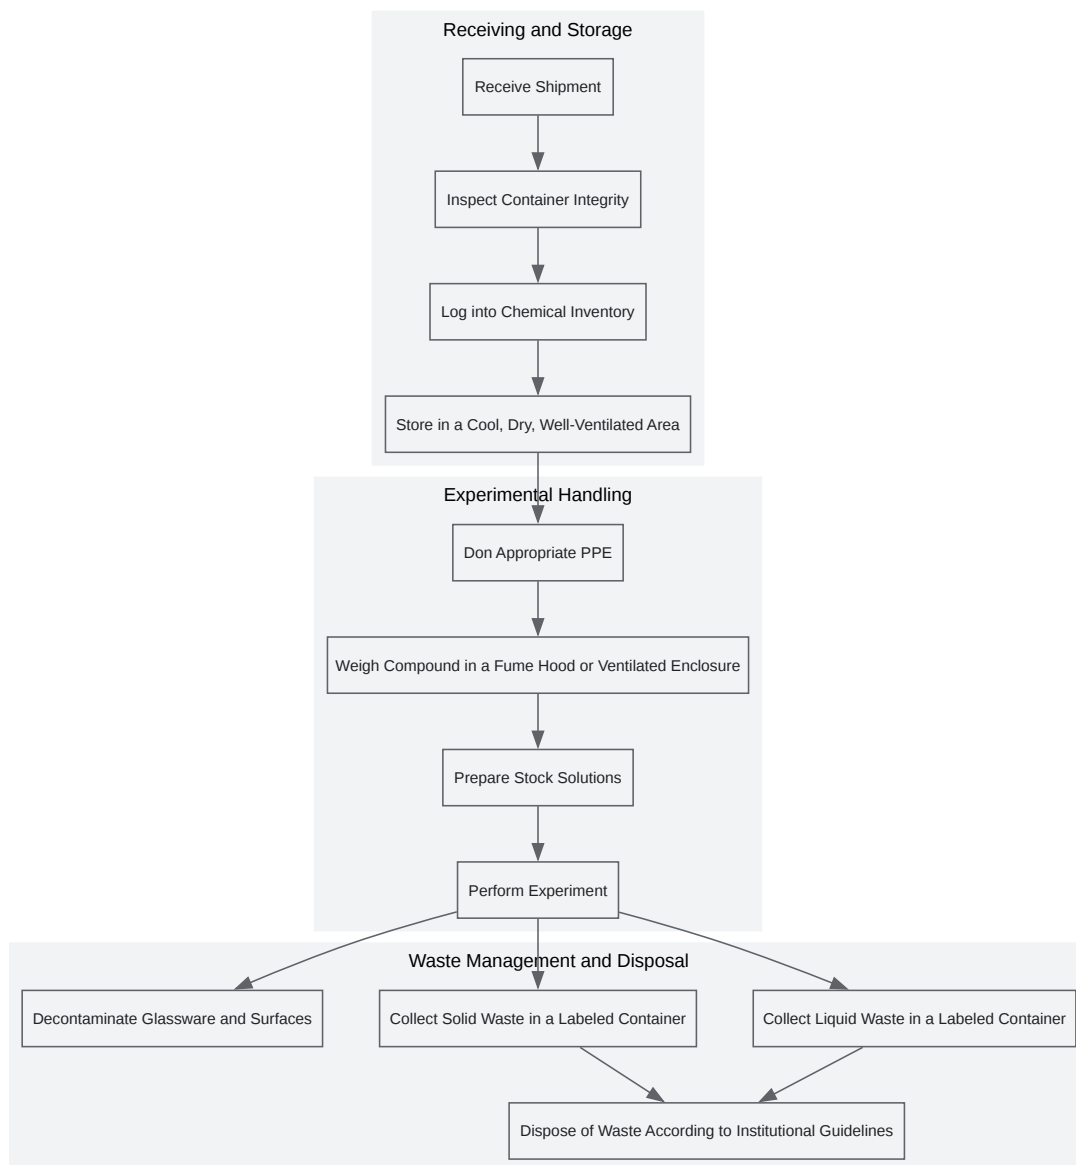 Receiving and Storage
Receive Shipment
Inspect Container Integrity
Log into Chemical Inventory
Store in a Cool, Dry, Well-Ventilated Area
Experimental Handling
Don Appropriate PPE
Weigh Compound in a Fume Hood or Ventilated Enclosure
Prepare Stock Solutions
Perform Experiment
Waste Management and Disposal
Decontaminate Glassware and Surfaces
Collect Solid Waste in a Labeled Container
Collect Liquid Waste in a Labeled Container
Dispose of Waste According to Institutional Guidelines